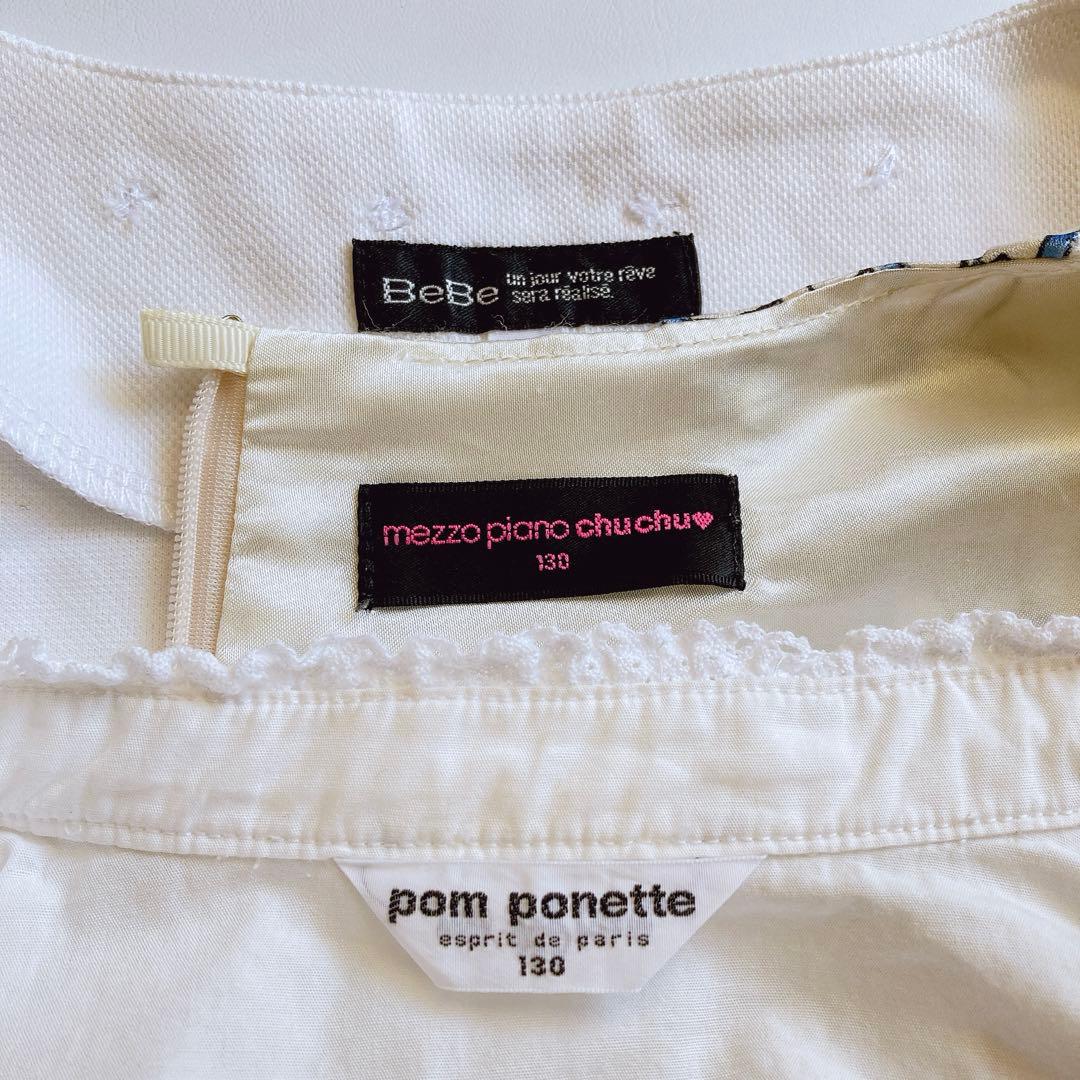 BeBe un jour votre rêve
sera réalisé.
mezzo piano chu chu♥
130
pom ponette
esprit de paris
130